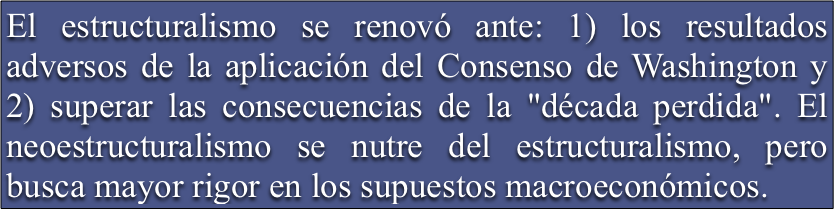 El estructuralismo se renovó ante: 1) los resultados
adversos de la aplicación del Consenso de Washington y
2) superar las consecuencias de la "década perdida". El
neoestructuralismo se nutre del estructuralismo, pero
busca mayor rigor en los supuestos macroeconómicos.